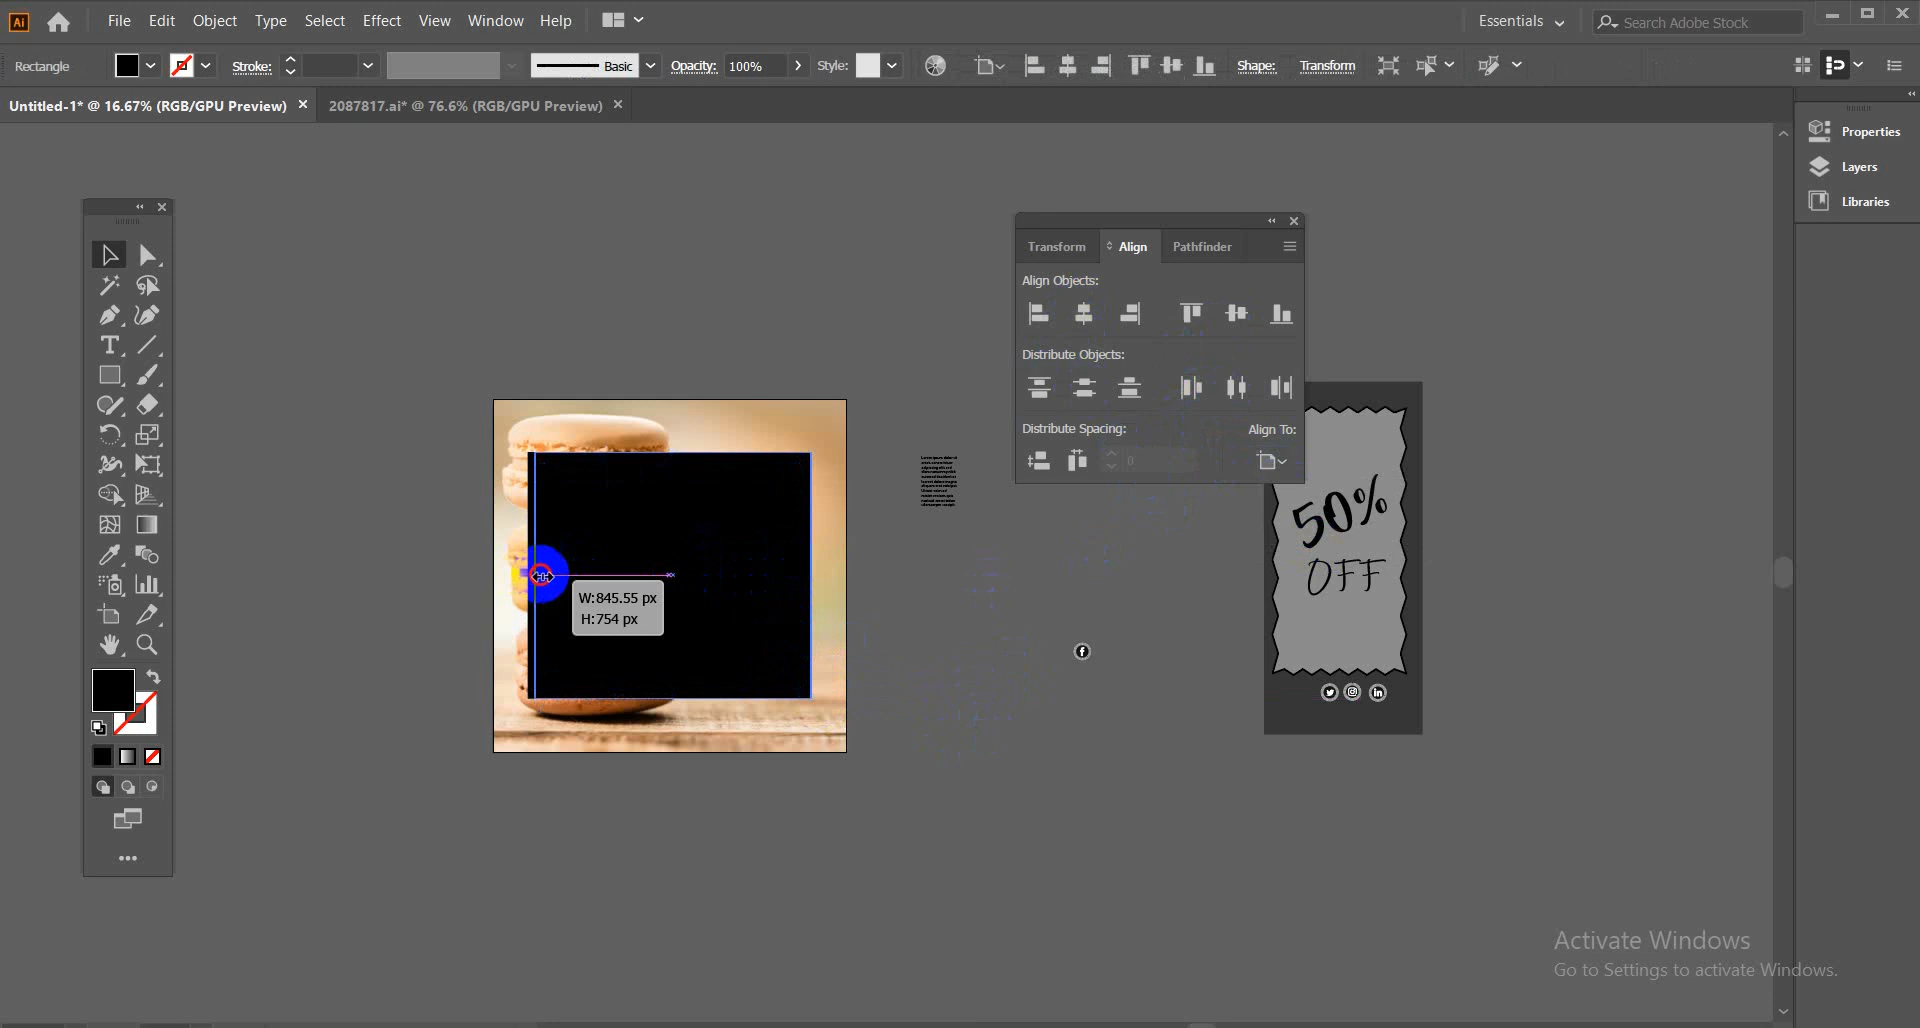 Ai
File Edit Object Type Select Effect View Window Help
Essentials
Search Adobe Stock
Rectangle
Stroke:
Basic
Opacity:
100%
Style:
Shape:
Transform
Untitled-1* @ 16.67% (RGB/GPU Preview)
2087817.ai* @ 76.6% (RGB/GPU Preview)
Properties
Layers
Libraries
Transform
Align
Pathfinder
Align Objects:
Distribute Objects:
Distribute Spacing:
Align To:
0
W:845.55 px
H:754 px
50%
OFF
Activate Windows
Go to Settings to activate Windows.